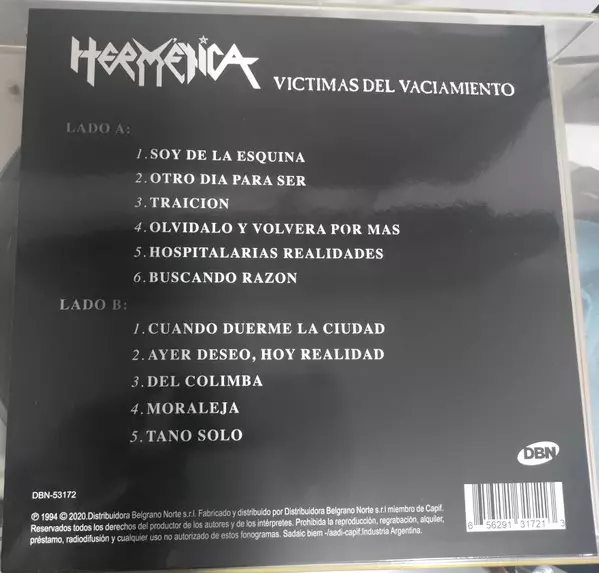 HERMÉTICA
VICTIMAS DEL VACIAMIENTO
LADO A:
1. SOY DE LA ESQUINA
2. OTRO DIA PARA SER
3. TRAICION
4. OLVIDALO Y VOLVERA POR MAS
5. HOSPITALARIAS REALIDADES
6. BUSCANDO RAZON
LADO B:
1. CUANDO DUERME LA CIUDAD
2. AYER DESEO, HOY REALIDAD
3. DEL COLIMBA
4. MORALEJA
5. TANO SOLO
DBN
DBN-53172
℗ 1994 © 2020.Distribuidora Belgrano Norte s.r.l. Fabricado y distribuido por Distribuidora Belgrano Norte s.r.l miembro de Capif.
Reservados todos los derechos del productor de los autores y de los intérpretes. Prohibida la reproducción, regrabación, alquiler,
préstamo, radiodifusión y cualquier uso no autorizado de estos fonogramas. Sadaic biem -/aadi-capif.Industria Argentina.
6 56291 31721 3